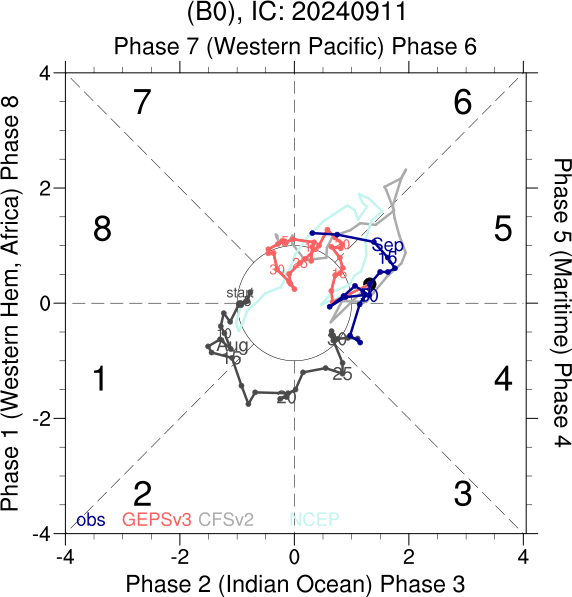 (B0), IC: 20240911
Phase 7 (Western Pacific) Phase 6
Phase 1 (Western Hem, Africa) Phase 8
Phase 5 (Maritime) Phase 4
4
2
0
-2
-4
7
6
8
5
1
4
2
3
start
Sep
16
30
Aug
16
20
25
obs GEPSv3 CFSv2 NCEP
-4 -2 0 2 4
Phase 2 (Indian Ocean) Phase 3